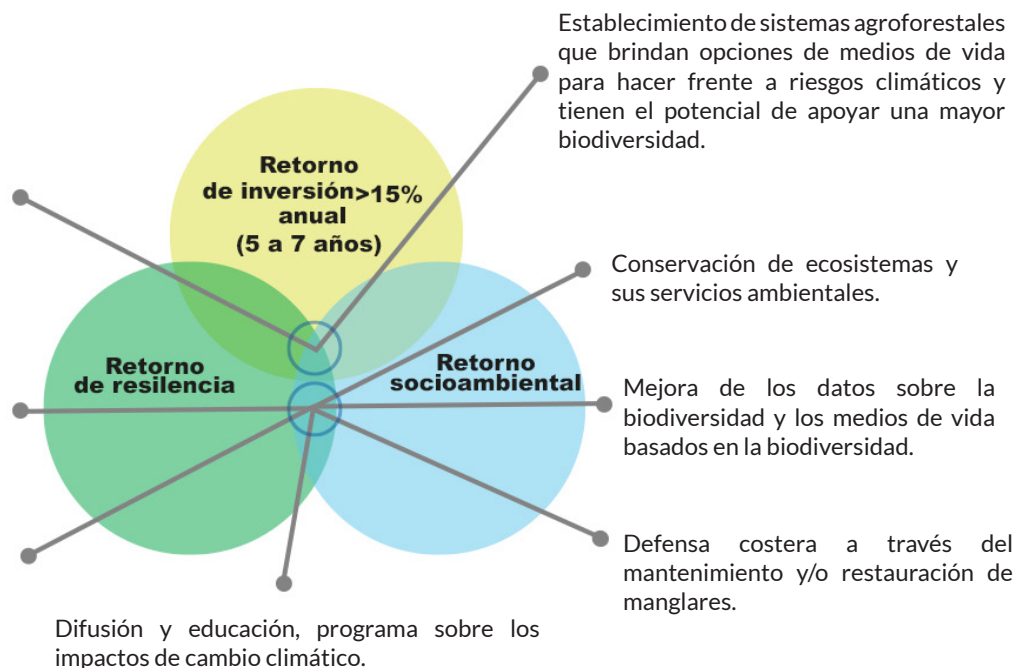 Establecimiento de sistemas agroforestales
que brindan opciones de medios de vida
para hacer frente a riesgos climáticos y
tienen el potencial de apoyar una mayor
biodiversidad.
Retorno
de inversión>15%
anual
(5 a 7 años)
Conservación de ecosistemas y
sus servicios ambientales.
Retorno
de resilencia
Retorno
socioambiental
Mejora de los datos sobre la
biodiversidad y los medios de vida
basados en la biodiversidad.
Defensa costera a través del
mantenimiento y/o restauración de
manglares.
Difusión y educación, programa sobre los
impactos de cambio climático.